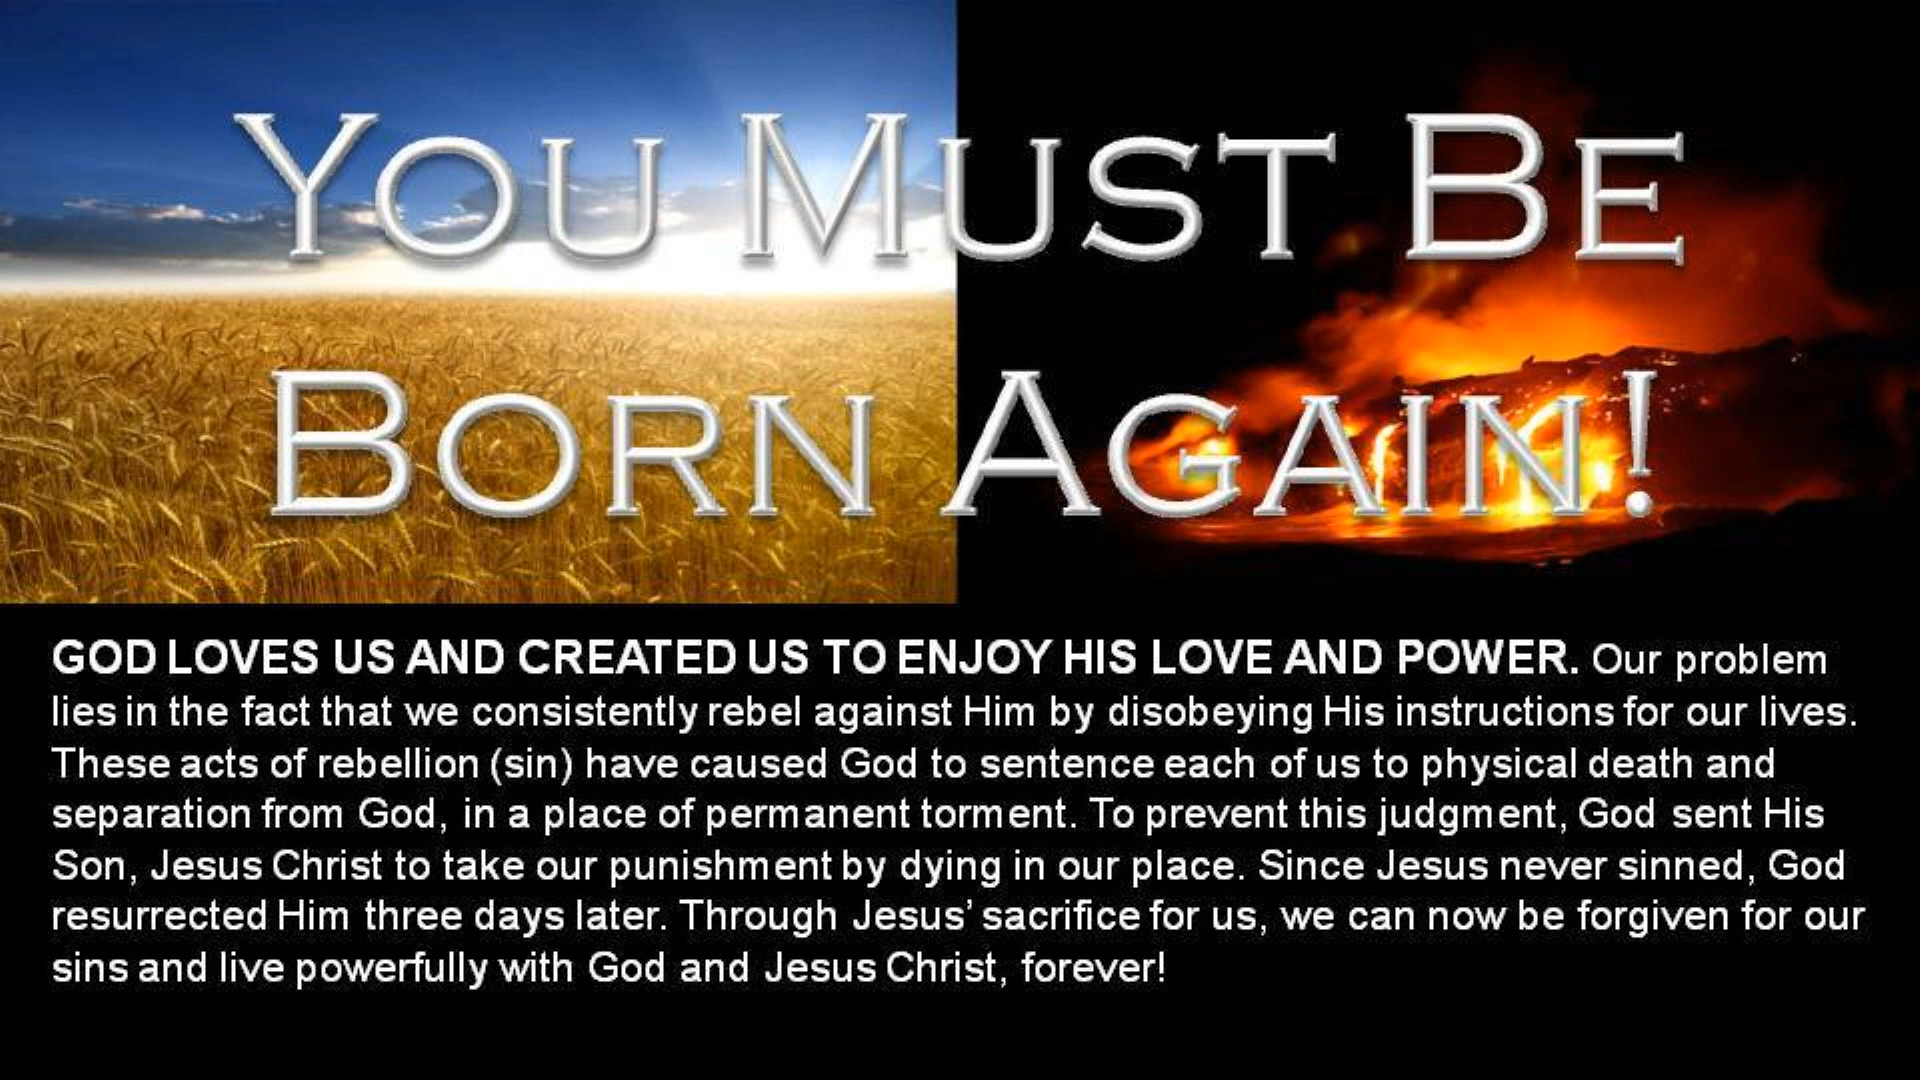 YOU MUST BE
BORN AGAIN!
GOD LOVES US AND CREATED US TO ENJOY HIS LOVE AND POWER. Our problem
lies in the fact that we consistently rebel against Him by disobeying His instructions for our lives.
These acts of rebellion (sin) have caused God to sentence each of us to physical death and
separation from God, in a place of permanent torment. To prevent this judgment, God sent His
Son, Jesus Christ to take our punishment by dying in our place. Since Jesus never sinned, God
resurrected Him three days later. Through Jesus’ sacrifice for us, we can now be forgiven for our
sins and live powerfully with God and Jesus Christ, forever!